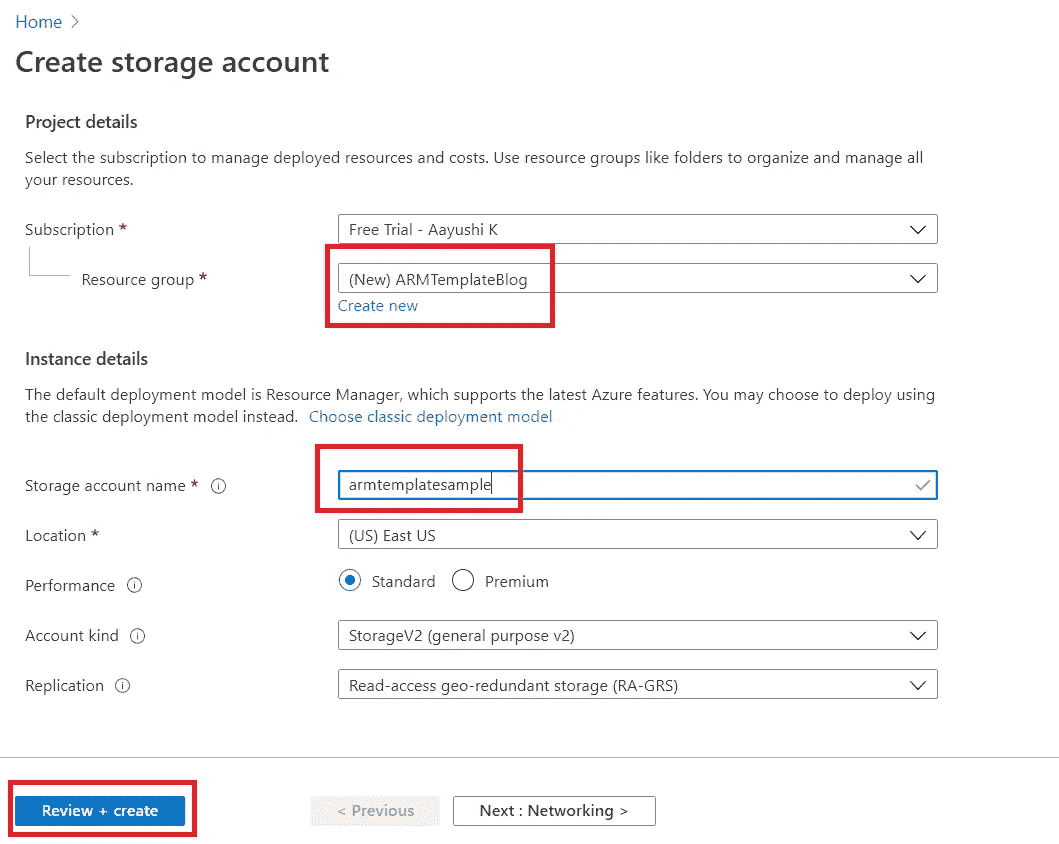 Home >
Create storage account
Project details
Select the subscription to manage deployed resources and costs. Use resource groups like folders to organize and manage all
your resources.
Subscription *
Free Trial - Aayushi K
Resource group *
(New) ARMTemplateBlog
Create new
Instance details
The default deployment model is Resource Manager, which supports the latest Azure features. You may choose to deploy using
the classic deployment model instead. Choose classic deployment model
Storage account name *
armtemplatesample
Location *
(US) East US
Performance
Standard Premium
Account kind
StorageV2 (general purpose v2)
Replication
Read-access geo-redundant storage (RA-GRS)
Review + create
< Previous
Next : Networking >